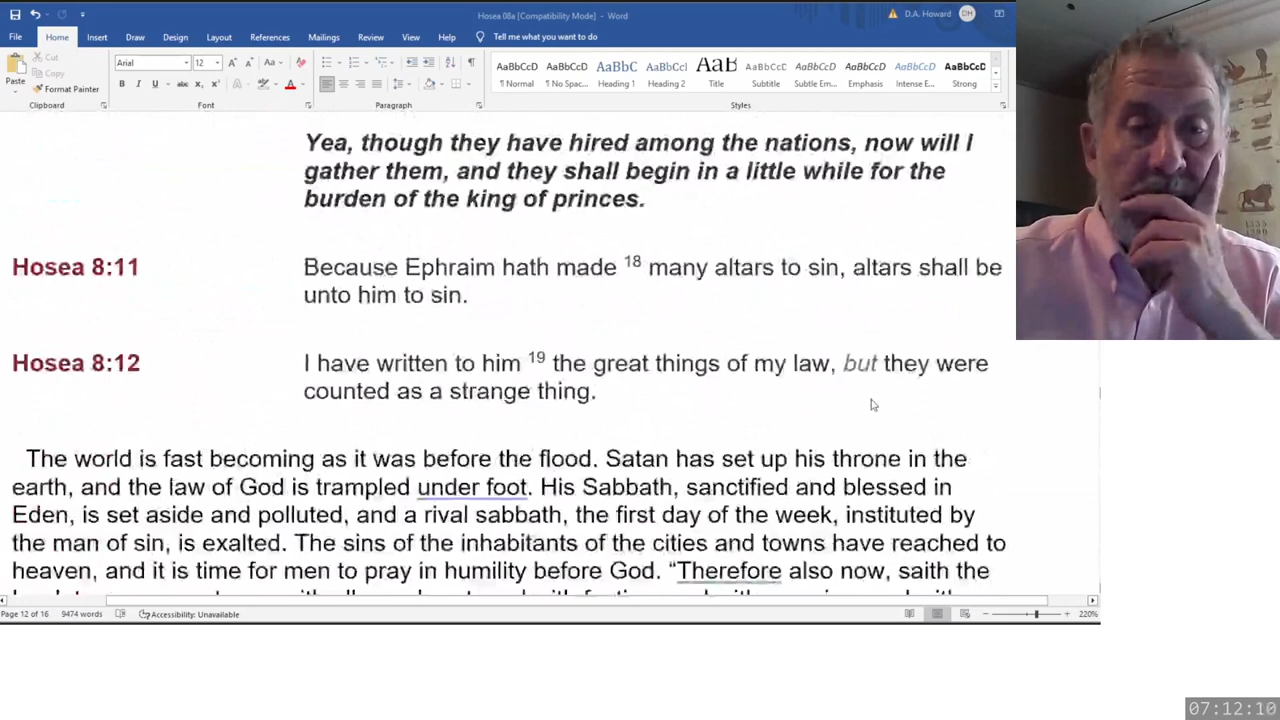 Hosea 08a [Compatibility Mode] - Word
D.A. Howard
DH
File Home Insert Draw Design Layout References Mailings Review View Help Tell me what you want to do
Paste
Cut
Copy
Format Painter
Clipboard
Arial 12
Font
Paragraph
AaBbCcDd AaBbCcDd AaBbC AaBbCcI AaB AaBbCcDd AaBbCcDd AaBbCcDd AaBbCcDd AaBbCcDd
¶ Normal ¶ No Spac... Heading 1 Heading 2 Title Subtitle Subtle Em... Emphasis Intense E... Strong
Styles
Yea, though they have hired among the nations, now will I
gather them, and they shall begin in a little while for the
burden of the king of princes.
Hosea 8:11 Because Ephraim hath made 18 many altars to sin, altars shall be
unto him to sin.
Hosea 8:12 I have written to him 19 the great things of my law, but they were
counted as a strange thing.
The world is fast becoming as it was before the flood. Satan has set up his throne in the
earth, and the law of God is trampled under foot. His Sabbath, sanctified and blessed in
Eden, is set aside and polluted, and a rival sabbath, the first day of the week, instituted by
the man of sin, is exalted. The sins of the inhabitants of the cities and towns have reached to
heaven, and it is time for men to pray in humility before God. “Therefore also now, saith the
Page 12 of 16 9474 words Accessibility: Unavailable 220%
07:12:10